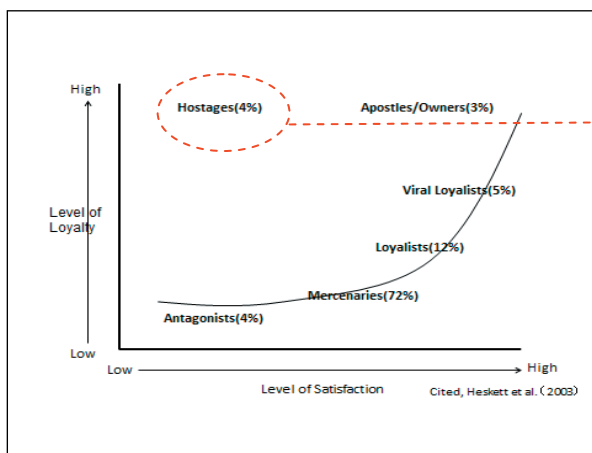 High
Hostages(4%)
Apostles/Owners(3%)
Viral Loyalists(5%)
Level of
Loyalty
Loyalists(12%)
Mercenaries(72%)
Antagonists(4%)
Low
Low
High
Level of Satisfaction
Cited, Heskett et al.(2003)